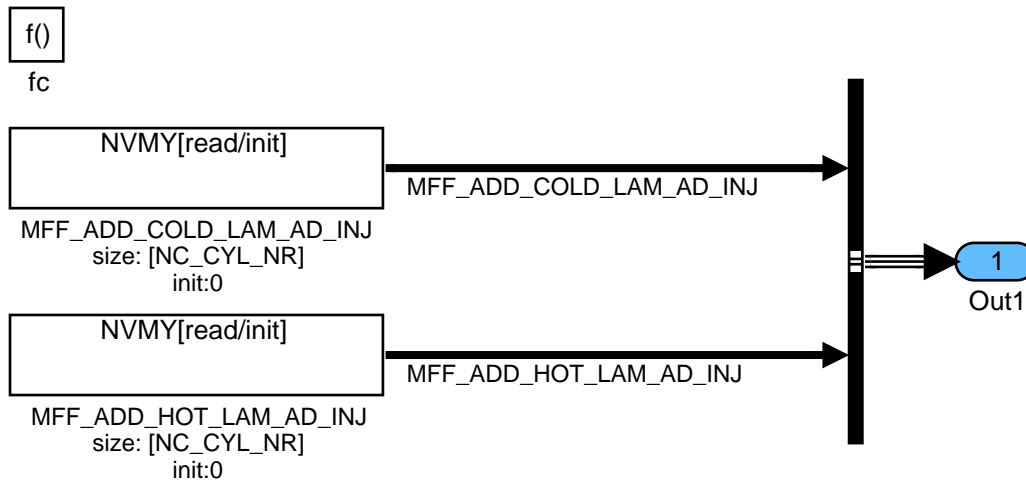 f()
fc
NVMY[read/init]
MFF_ADD_COLD_LAM_AD_INJ
MFF_ADD_COLD_LAM_AD_INJ
size: [NC_CYL_NR]
init:0
1
Out1
NVMY[read/init]
MFF_ADD_HOT_LAM_AD_INJ
MFF_ADD_HOT_LAM_AD_INJ
size: [NC_CYL_NR]
init:0